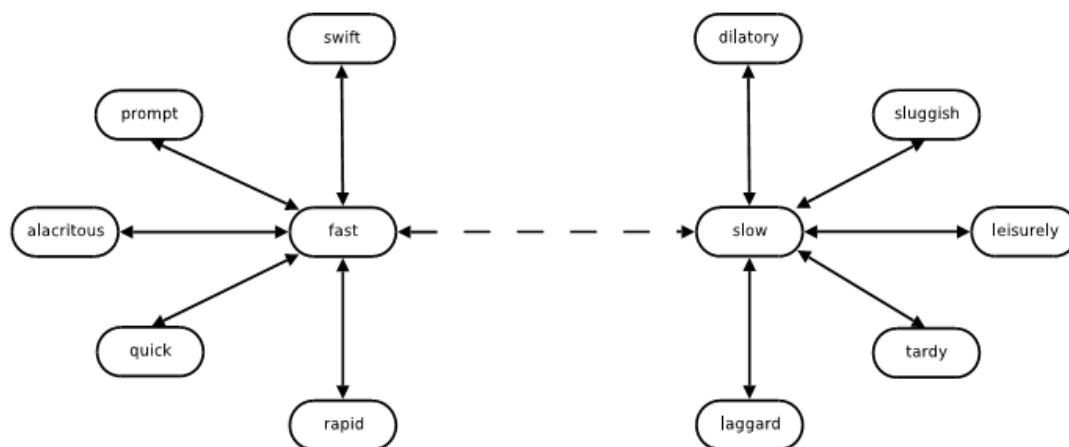 swift
dilatory
prompt
sluggish
alacritous
fast
slow
leisurely
quick
tardy
rapid
laggard